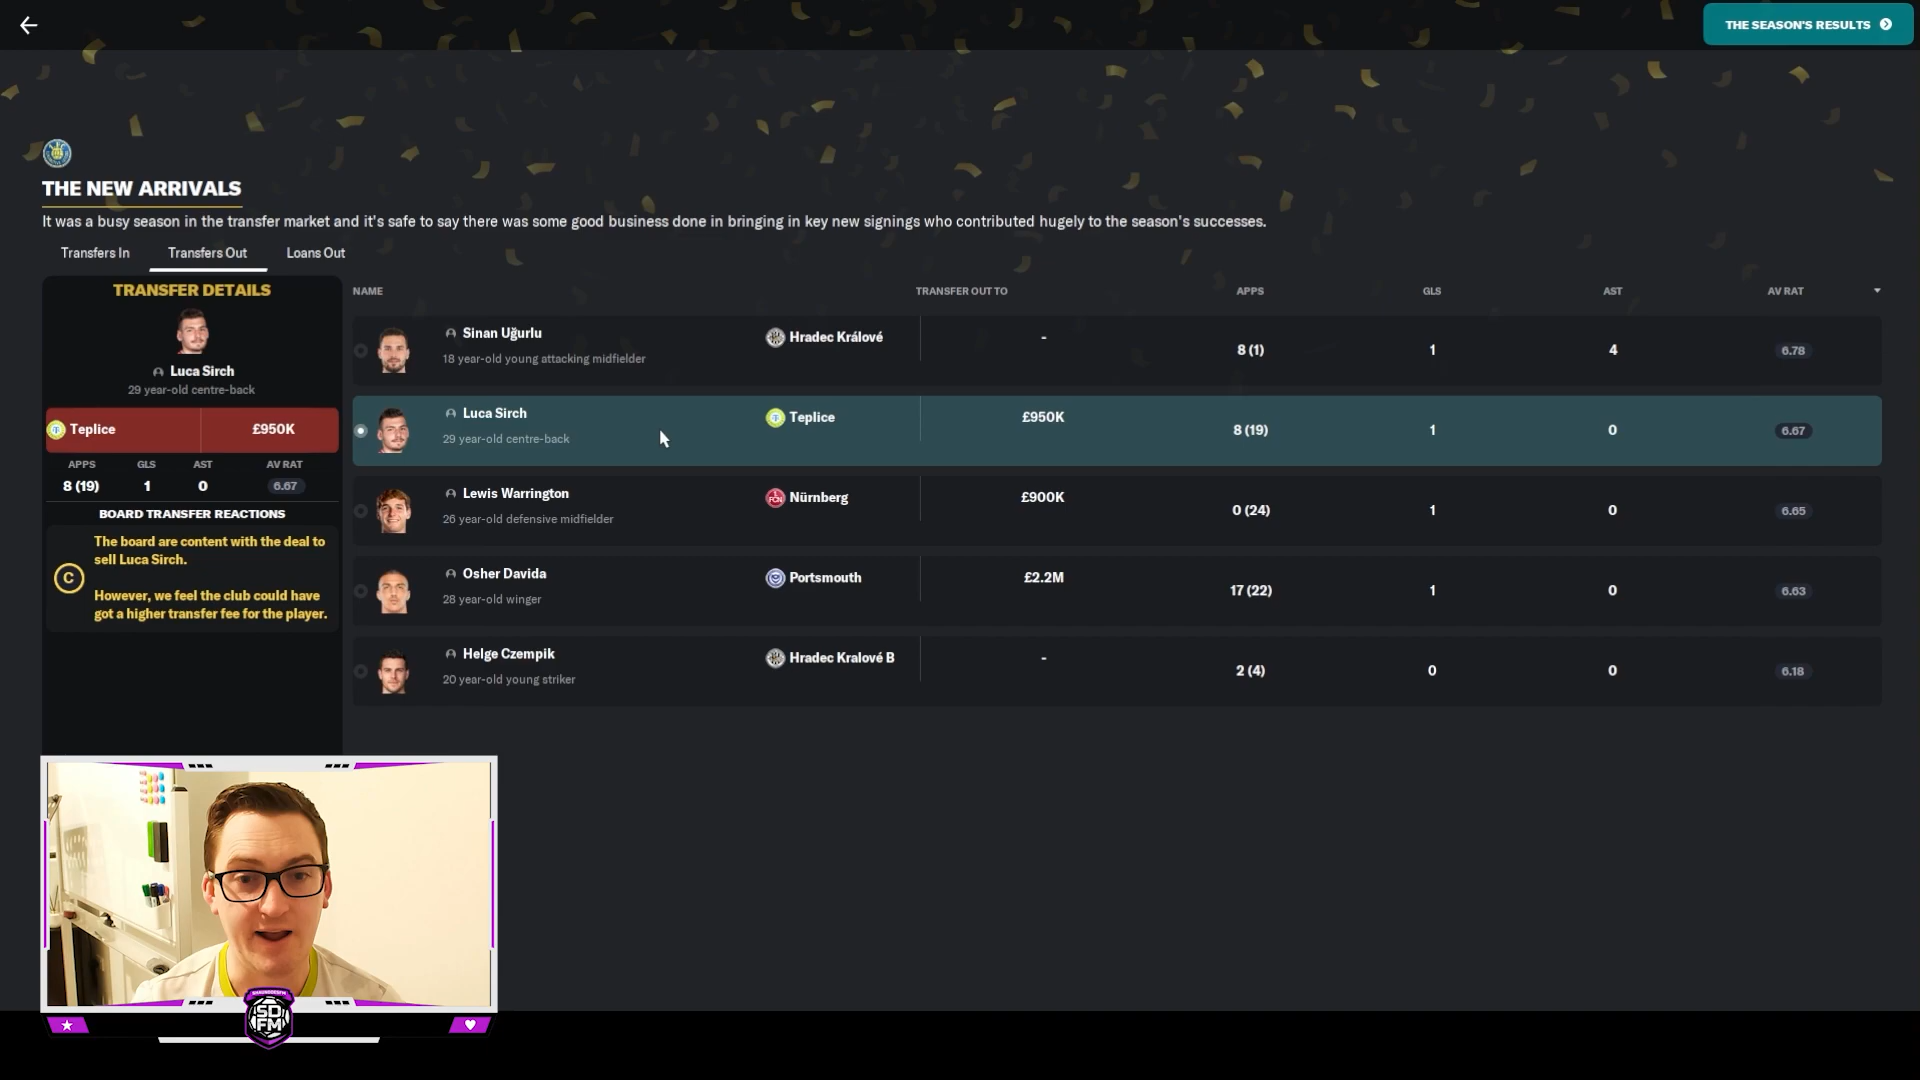 THE SEASON'S RESULTS
THE NEW ARRIVALS
It was a busy season in the transfer market and it's safe to say there was some good business done in bringing in key new signings who contributed hugely to the season's successes.
Transfers In Transfers Out Loans Out
TRANSFER DETAILS
Luca Sirch
29 year-old centre-back
Teplice £950K
APPS GLS AST AV RAT
8 (19) 1 0 6.67
BOARD TRANSFER REACTIONS
C
The board are content with the deal to
sell Luca Sirch.
However, we feel the club could have
got a higher transfer fee for the player.
NAME TRANSFER OUT TO APPS GLS AST AV RAT
Sinan Uğurlu Hradec Králové - 8 (1) 1 4 6.78
18 year-old young attacking midfielder
Luca Sirch Teplice £950K 8 (19) 1 0 6.67
29 year-old centre-back
Lewis Warrington Nürnberg £900K 0 (24) 1 0 6.65
26 year-old defensive midfielder
Osher Davida Portsmouth £2.2M 17 (22) 1 0 6.63
28 year-old winger
Helge Czempik Hradec Kralové B - 2 (4) 0 0 6.18
20 year-old young striker
SD
FM